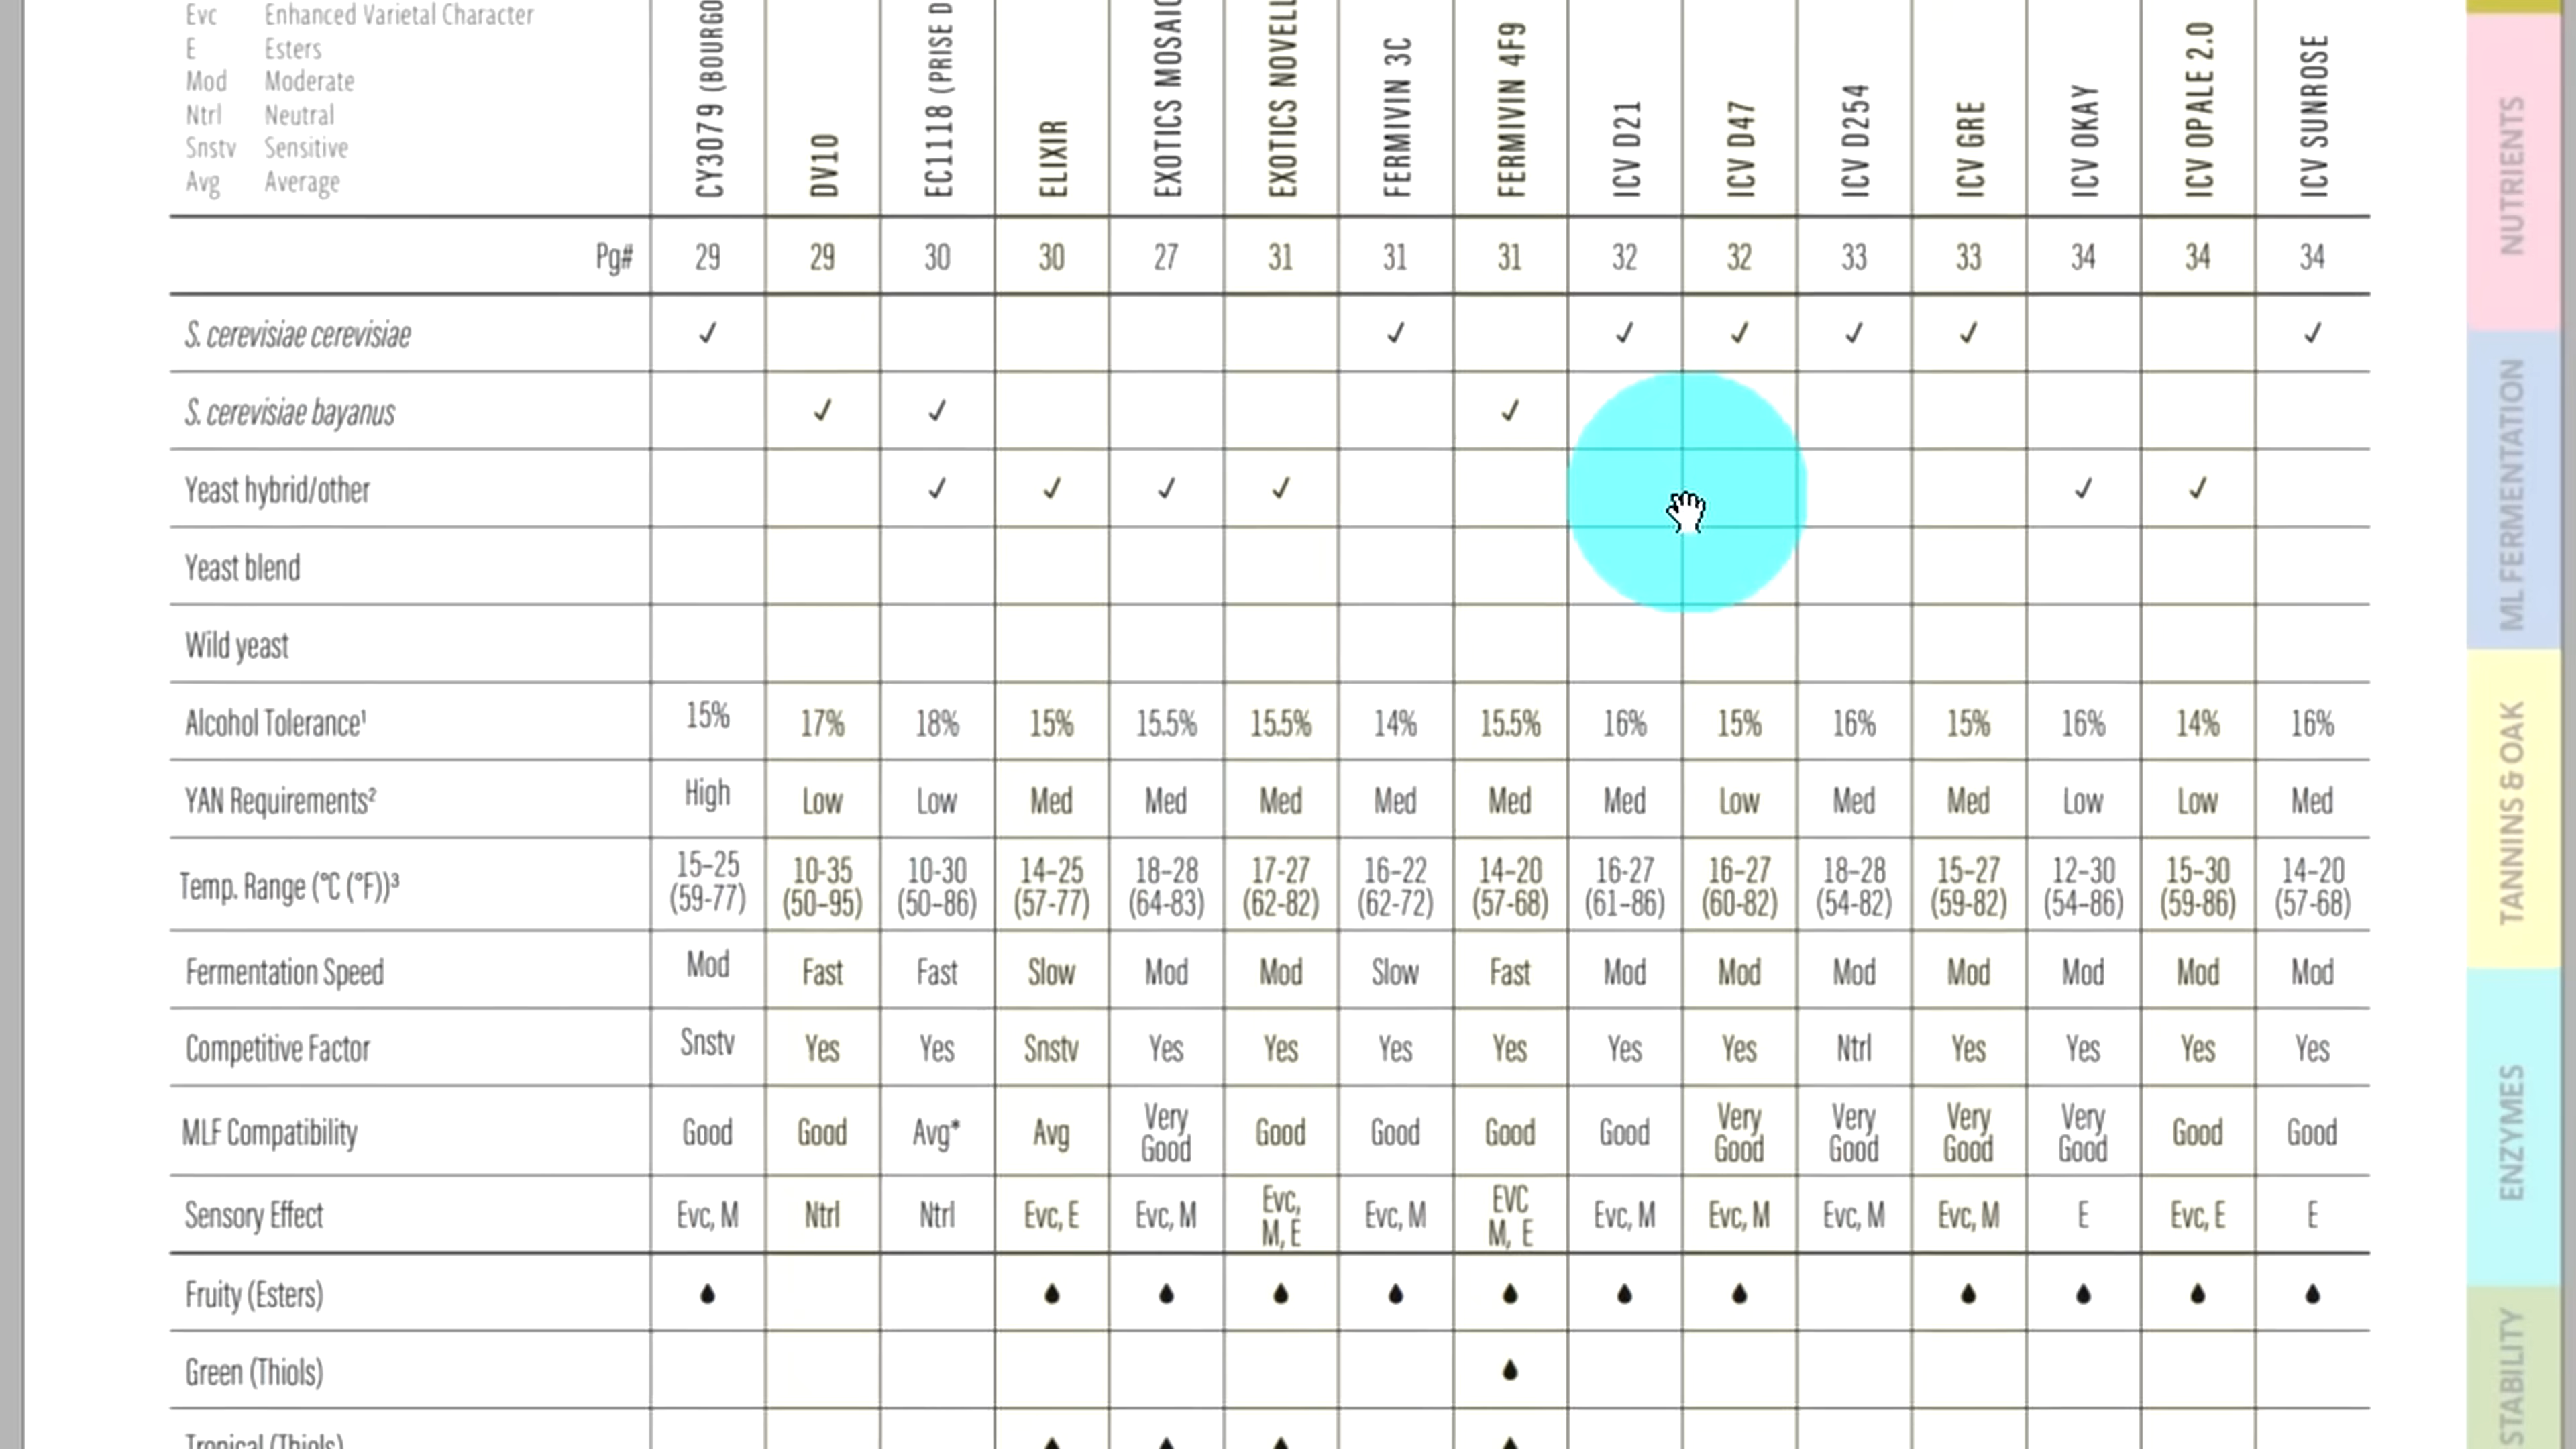 Evc Enhanced Varietal Character
E Esters
Mod Moderate
Ntrl Neutral
Snstv Sensitive
Avg Average
CY3079 (BOURGO
DV10
EC1118 (PRISE D
ELIXIR
EXOTICS MOSAIC
EXOTICS NOVELL
FERMIVIN 3C
FERMIVIN 4F9
ICV D21
ICV D47
ICV D254
ICV GRE
ICV OKAY
ICV OPALE 2.0
ICV SUNROSE
Pg# 29 29 30 30 27 31 31 31 32 32 33 33 34 34 34
S. cerevisiae cerevisiae ✓ ✓ ✓ ✓ ✓ ✓ ✓
S. cerevisiae bayanus ✓ ✓ ✓
Yeast hybrid/other ✓ ✓ ✓ ✓ ✓ ✓
Yeast blend
Wild yeast
Alcohol Tolerance¹ 15% 17% 18% 15% 15.5% 15.5% 14% 15.5% 16% 15% 16% 15% 16% 14% 16%
YAN Requirements² High Low Low Med Med Med Med Med Med Low Med Med Low Low Med
Temp. Range (°C (°F))³ 15–25 10-35 10-30 14–25 18–28 17-27 16–22 14–20 16-27 16–27 18–28 15-27 12–30 15-30 14–20
(59-77) (50–95) (50–86) (57-77) (64-83) (62-82) (62-72) (57-68) (61–86) (60-82) (54-82) (59-82) (54–86) (59-86) (57-68)
Fermentation Speed Mod Fast Fast Slow Mod Mod Slow Fast Mod Mod Mod Mod Mod Mod Mod
Competitive Factor Snstv Yes Yes Snstv Yes Yes Yes Yes Yes Yes Ntrl Yes Yes Yes Yes
MLF Compatibility Good Good Avg* Avg Very Good Good Good Good Good Very Good Very Good Very Good Very Good Good Good
Sensory Effect Evc, M Ntrl Ntrl Evc, E Evc, M Evc, M, E Evc, M EVC M, E Evc, M Evc, M Evc, M Evc, M E Evc, E E
Fruity (Esters)
Green (Thiols)
Tropical (Thiols)
NUTRIENTS
ML FERMENTATION
TANNINS & OAK
ENZYMES
STABILITY